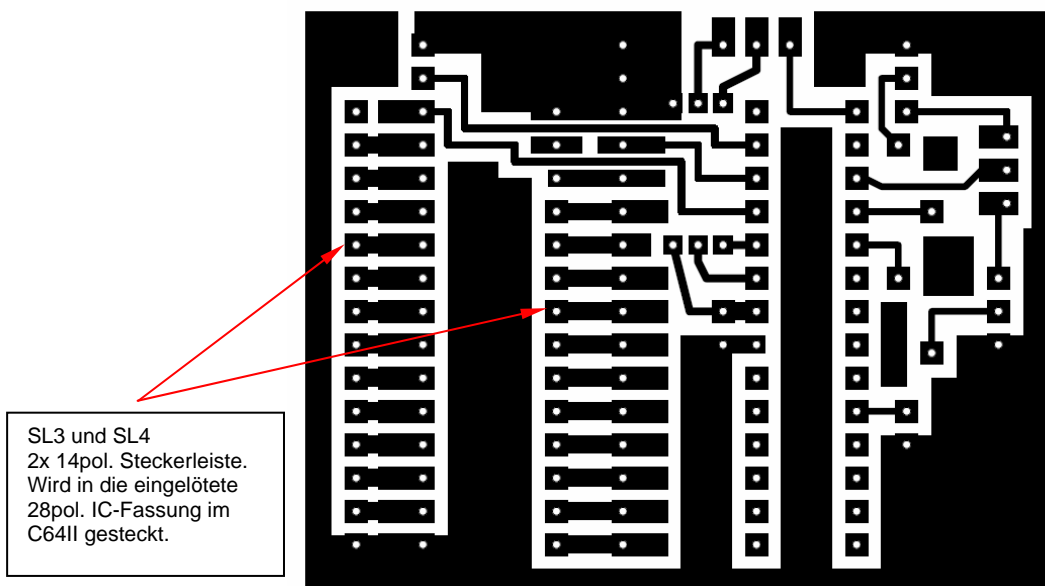 SL3 und SL4
2x 14pol. Steckerleiste.
Wird in die eingelötete
28pol. IC-Fassung im
C64II gesteckt.